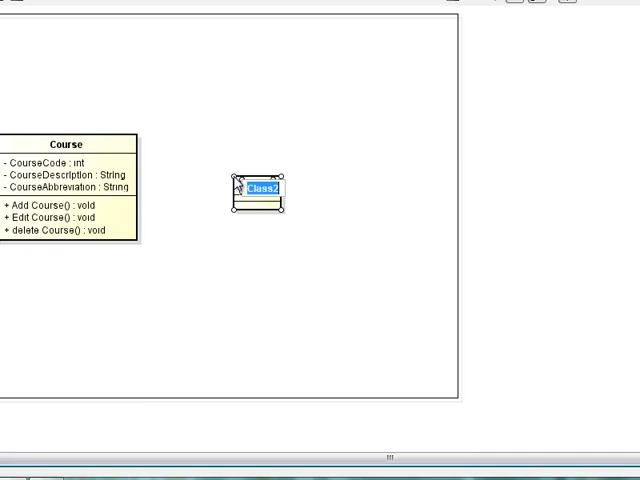 Course
- CourseCode : int
- CourseDescription : String
- CourseAbbreviation : String
+ Add Course() : void
+ Edit Course() : void
+ delete Course() : void
Class2